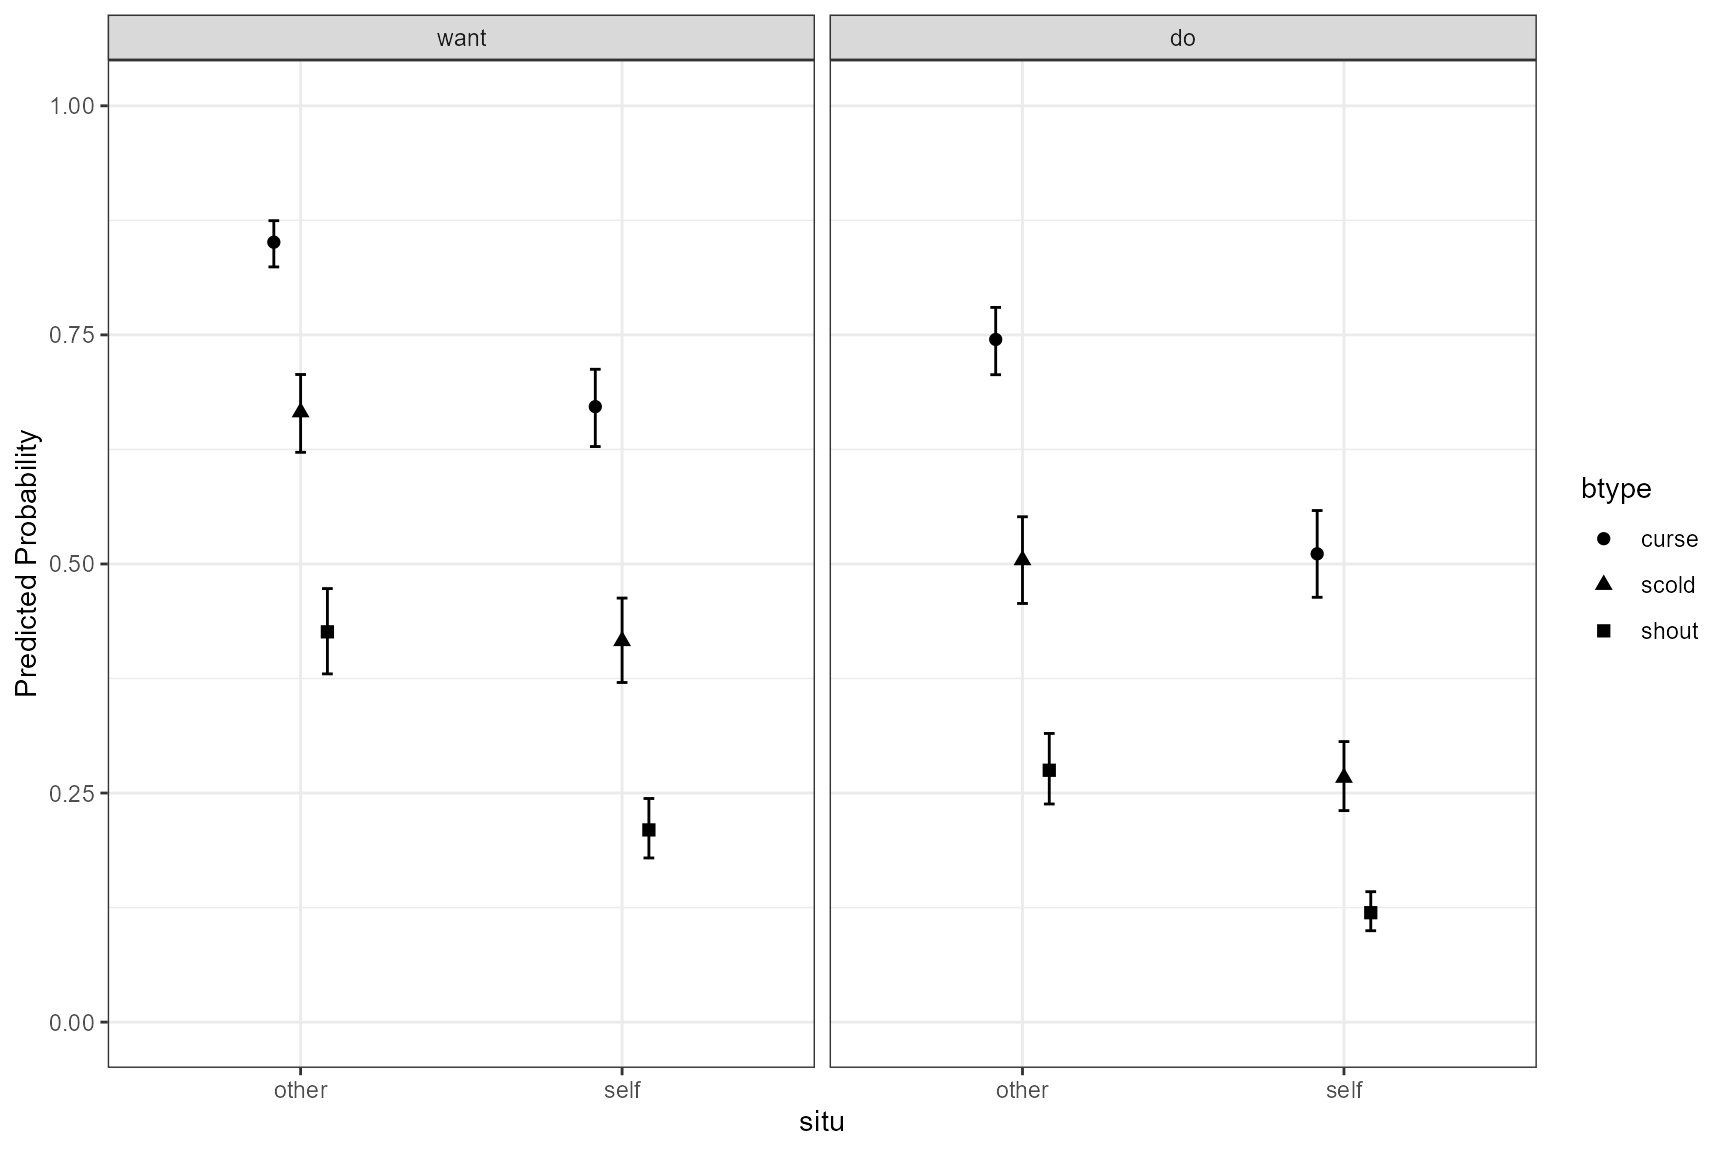 want
do
1.00
0.75
0.50
0.25
0.00
Predicted Probability
other
self
other
self
situ
btype
curse
scold
shout